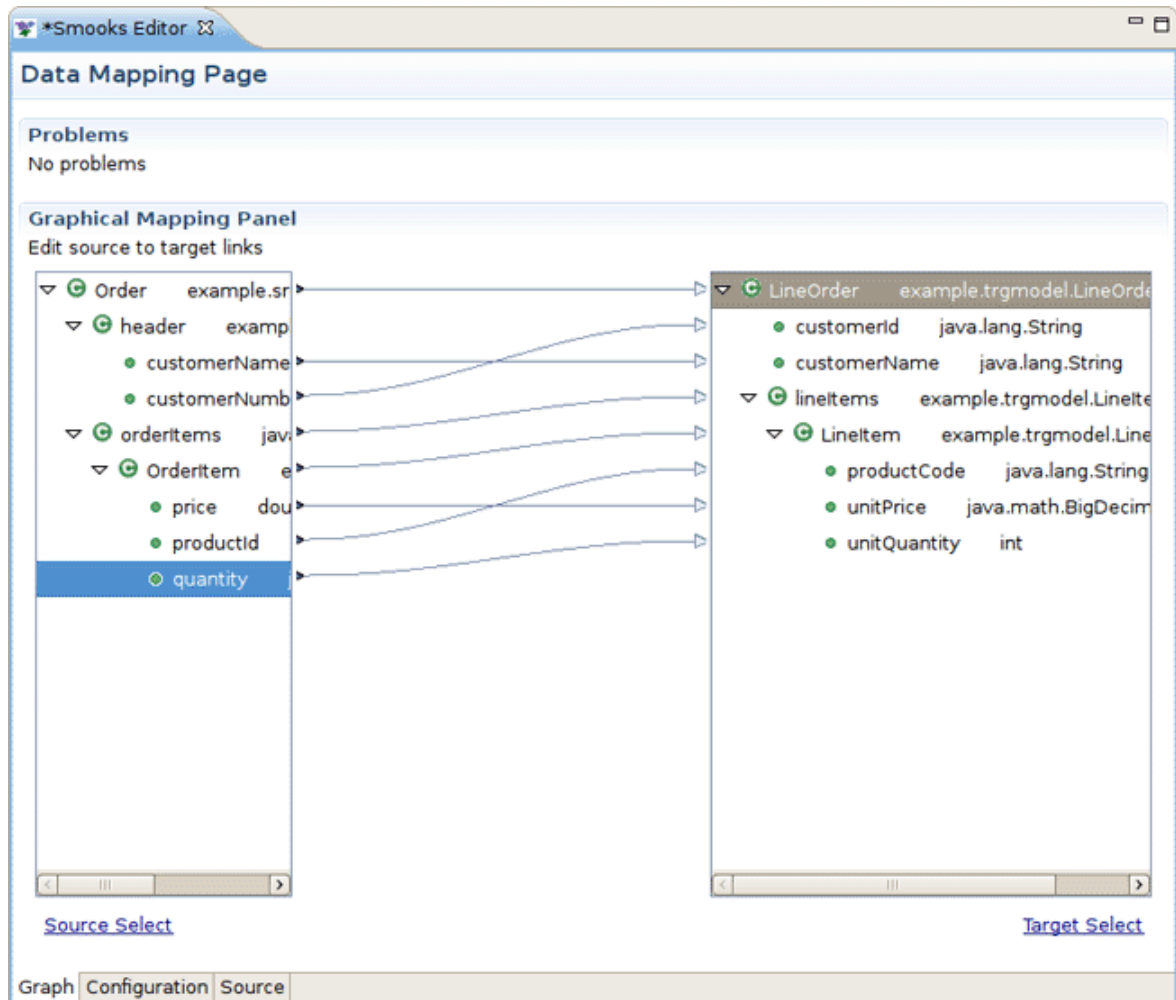 *Smooks Editor
Data Mapping Page
Problems
No problems
Graphical Mapping Panel
Edit source to target links
Order example.sr
header exampl
customerName
customerNumb
orderItems java
OrderItem e
price dou
productId
quantity j
LineOrder example.trgmodel.LineOrde
customerId java.lang.String
customerName java.lang.String
lineItems example.trgmodel.LineIte
LineItem example.trgmodel.Line
productCode java.lang.String
unitPrice java.math.BigDecim
unitQuantity int
Source Select
Target Select
Graph Configuration Source